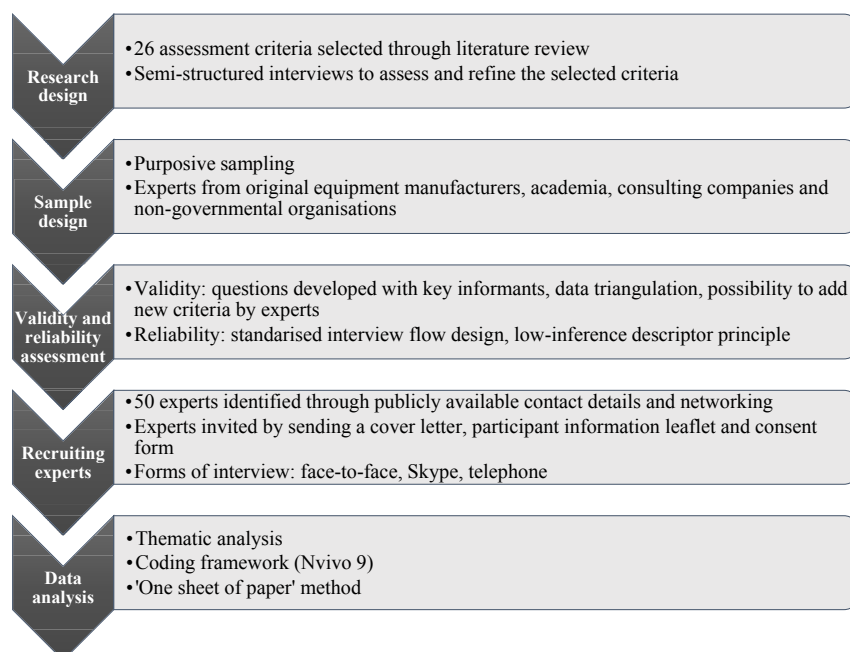 Research
design
•26 assessment criteria selected through literature review
•Semi-structured interviews to assess and refine the selected criteria
Sample
design
•Purposive sampling
•Experts from original equipment manufacturers, academia, consulting companies and
non-governmental organisations
Validity and
reliability
assessment
•Validity: questions developed with key informants, data triangulation, possibility to add
new criteria by experts
•Reliability: standarised interview flow design, low-inference descriptor principle
Recruiting
experts
•50 experts identified through publicly available contact details and networking
•Experts invited by sending a cover letter, participant information leaflet and consent
form
•Forms of interview: face-to-face, Skype, telephone
Data
analysis
•Thematic analysis
•Coding framework (Nvivo 9)
•'One sheet of paper' method